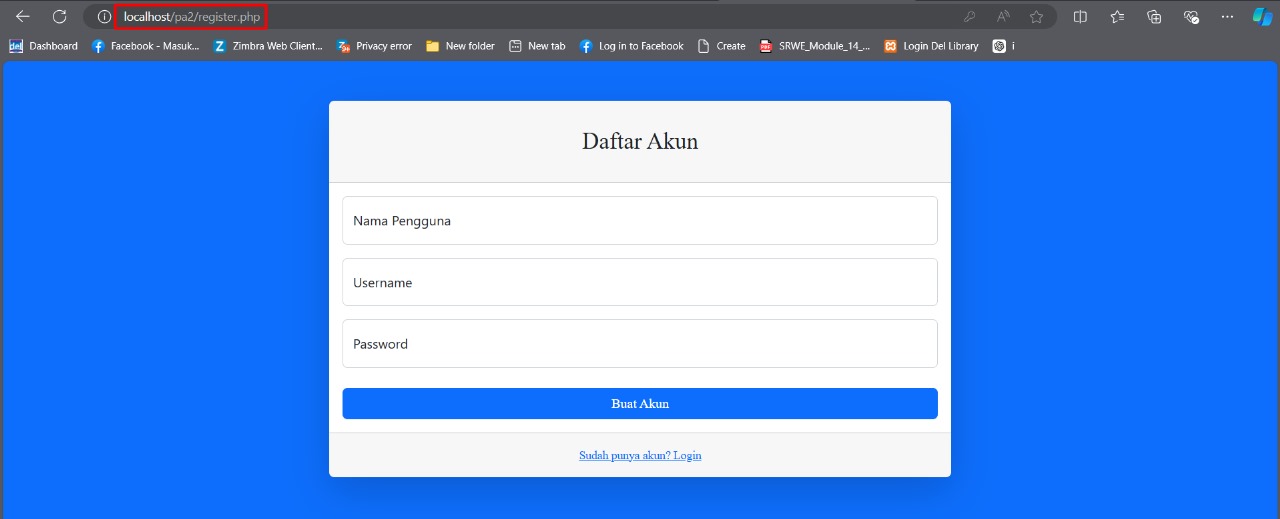 localhost/pa2/register.php
Dashboard Facebook - Masuk... Zimbra Web Client... Privacy error New folder New tab Log in to Facebook Create SRWE_Module_14_... Login Del Library i
Daftar Akun
Nama Pengguna
Username
Password
Buat Akun
Sudah punya akun? Login